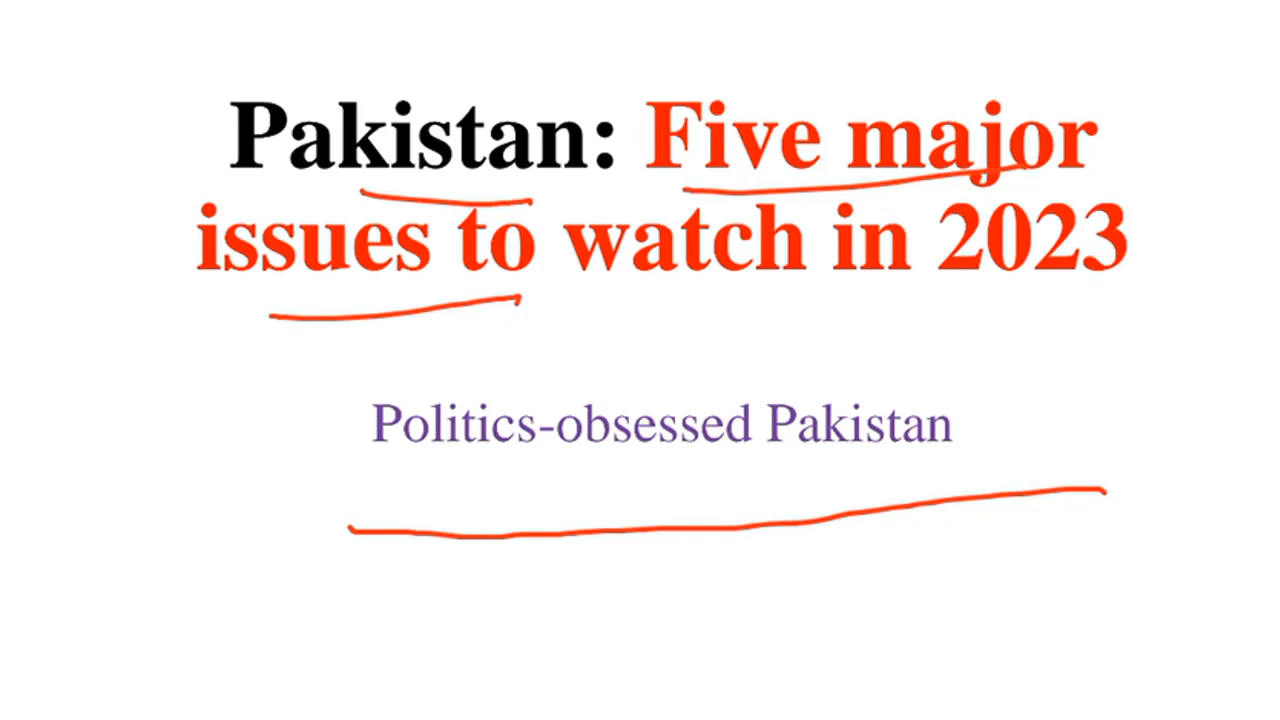 Pakistan: Five major
issues to watch in 2023
Politics-obsessed Pakistan